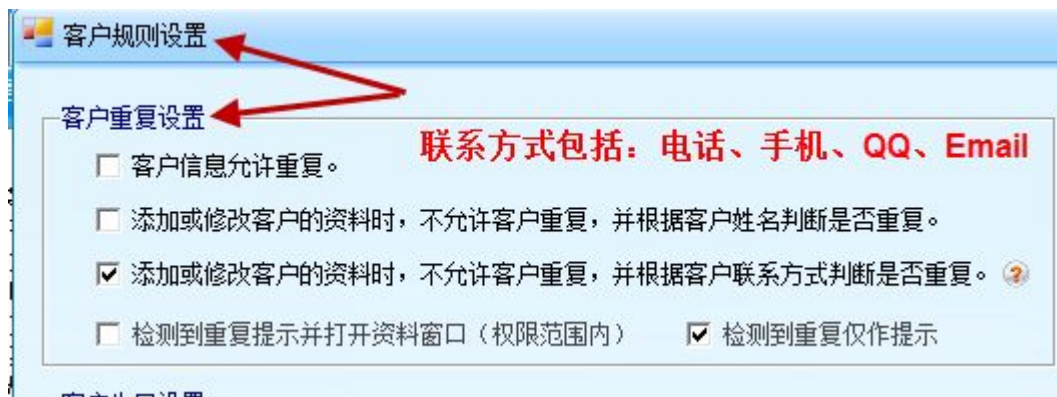 客户规则设置
客户重复设置
联系方式包括：电话、手机、QQ、Email
客户信息允许重复。
添加或修改客户的资料时，不允许客户重复，并根据客户姓名判断是否重复。
添加或修改客户的资料时，不允许客户重复，并根据客户联系方式判断是否重复。
检测到重复提示并打开资料窗口（权限范围内） 检测到重复仅作提示